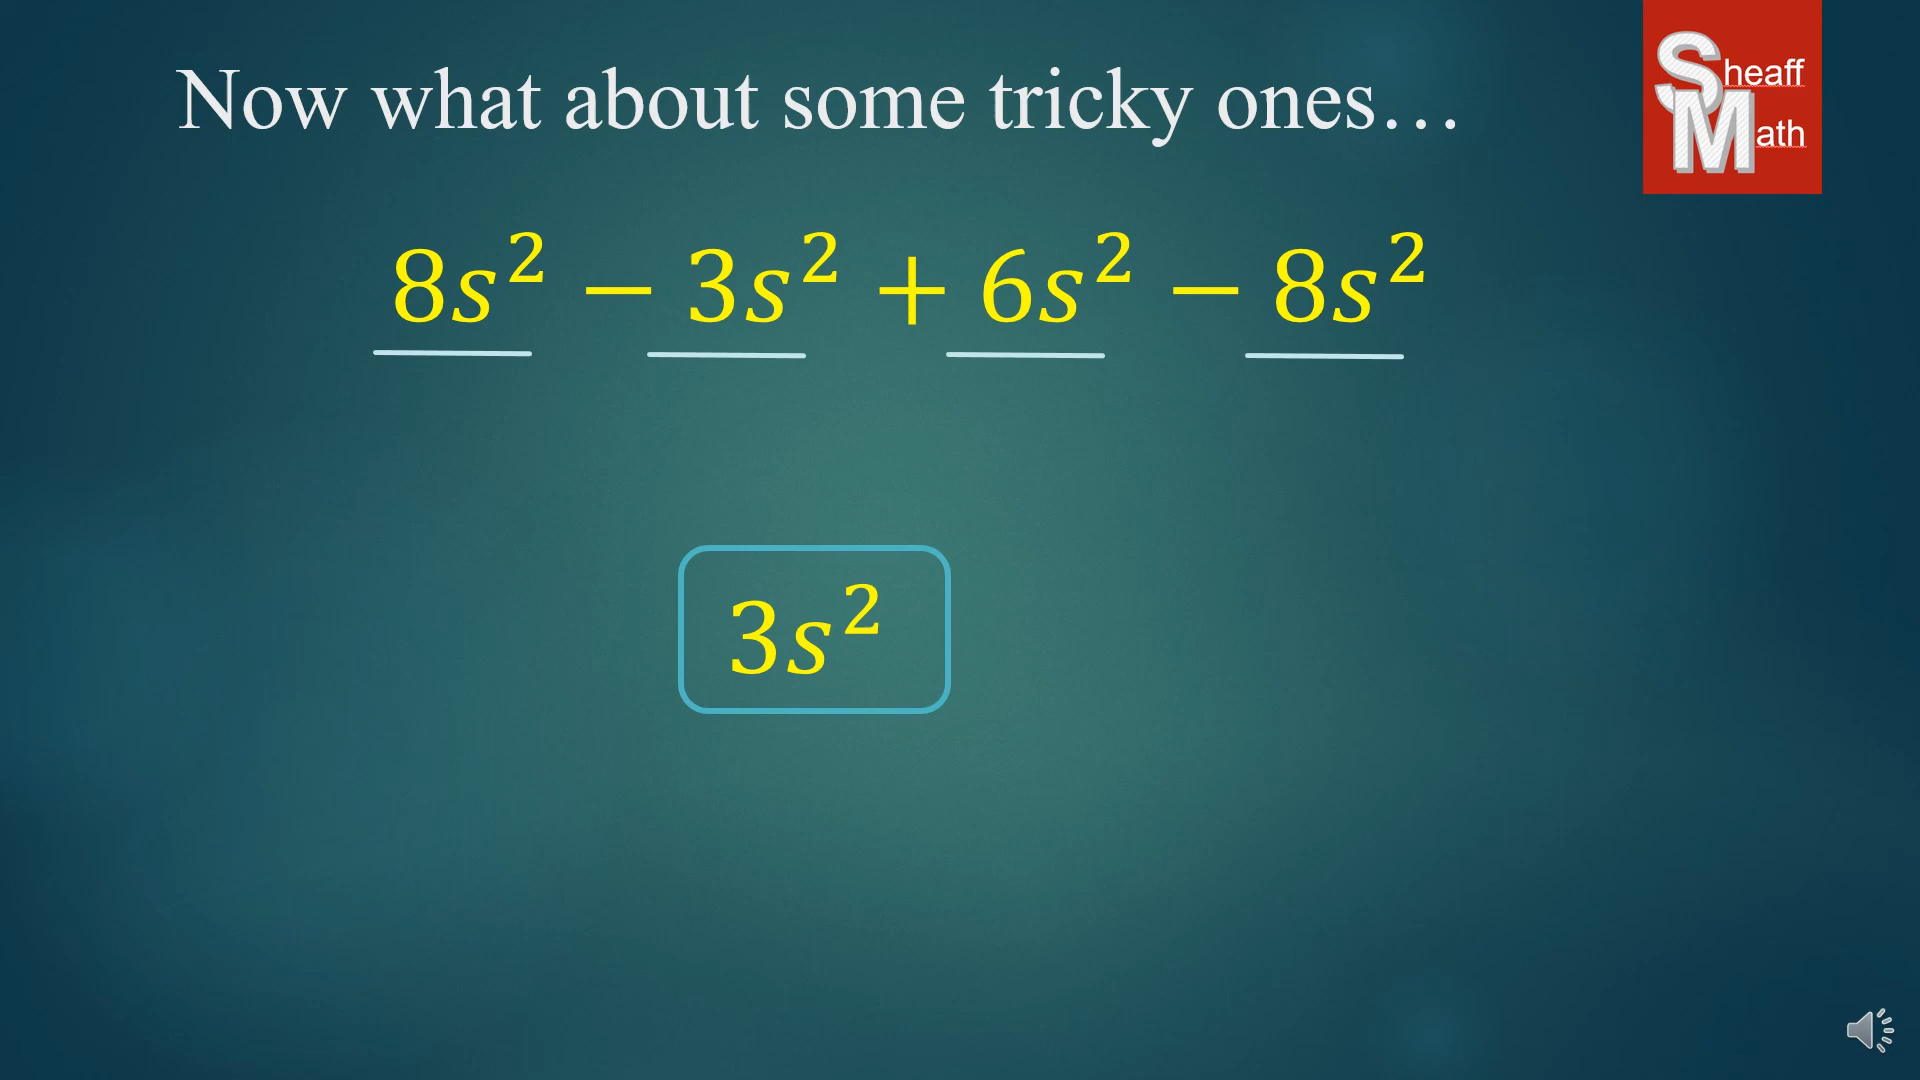 Now what about some tricky ones…
Sheaff
Math
8s² − 3s² + 6s² − 8s²
3s²